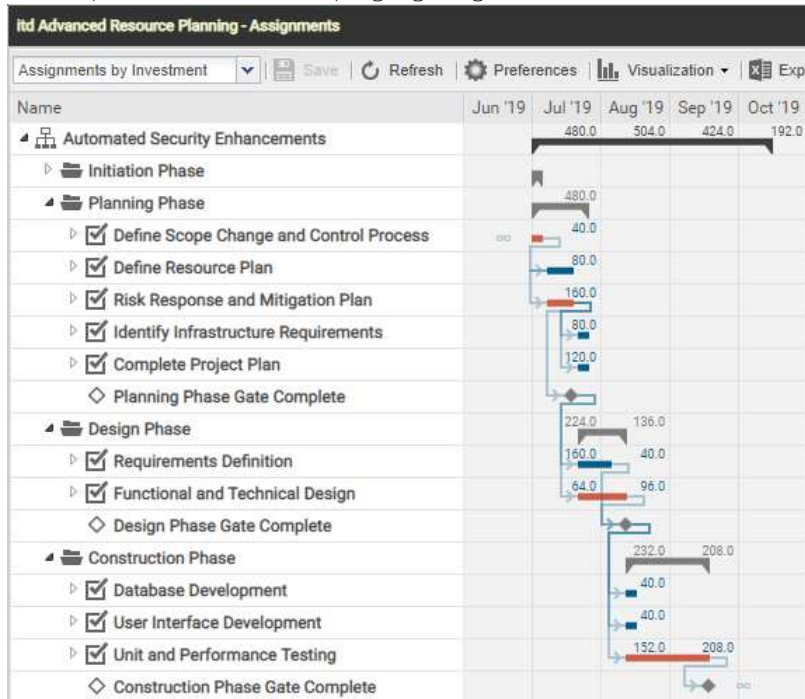 itd Advanced Resource Planning - Assignments
Assignments by Investment Save Refresh Preferences Visualization Exp
Name Jun '19 Jul '19 Aug '19 Sep '19 Oct '19
Automated Security Enhancements 480.0 504.0 424.0 192.0
Initiation Phase
Planning Phase 480.0
Define Scope Change and Control Process 40.0
Define Resource Plan 80.0
Risk Response and Mitigation Plan 160.0
Identify Infrastructure Requirements 80.0
Complete Project Plan 120.0
Planning Phase Gate Complete
Design Phase 224.0 136.0
Requirements Definition 160.0 40.0
Functional and Technical Design 64.0 96.0
Design Phase Gate Complete
Construction Phase 232.0 208.0
Database Development 40.0
User Interface Development 40.0
Unit and Performance Testing 152.0 208.0
Construction Phase Gate Complete